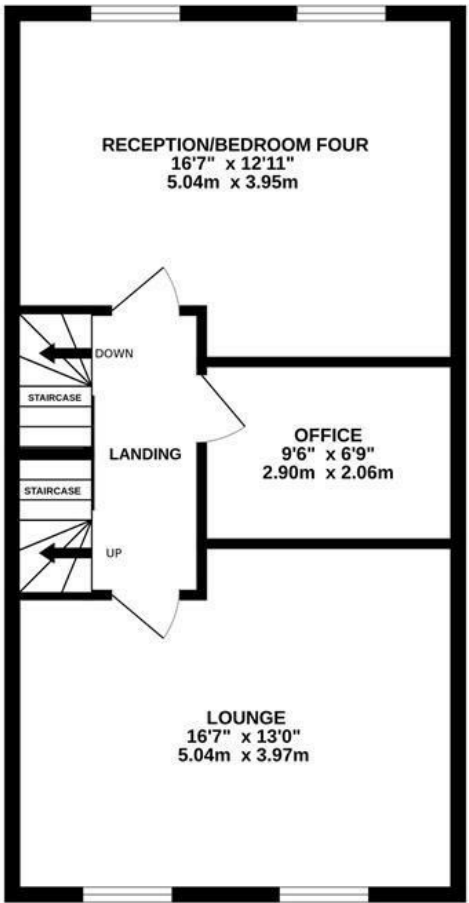 RECEPTION/BEDROOM FOUR
16'7" x 12'11"
5.04m x 3.95m
DOWN
STAIRCASE
LANDING
OFFICE
9'6" x 6'9"
2.90m x 2.06m
STAIRCASE
UP
LOUNGE
16'7" x 13'0"
5.04m x 3.97m